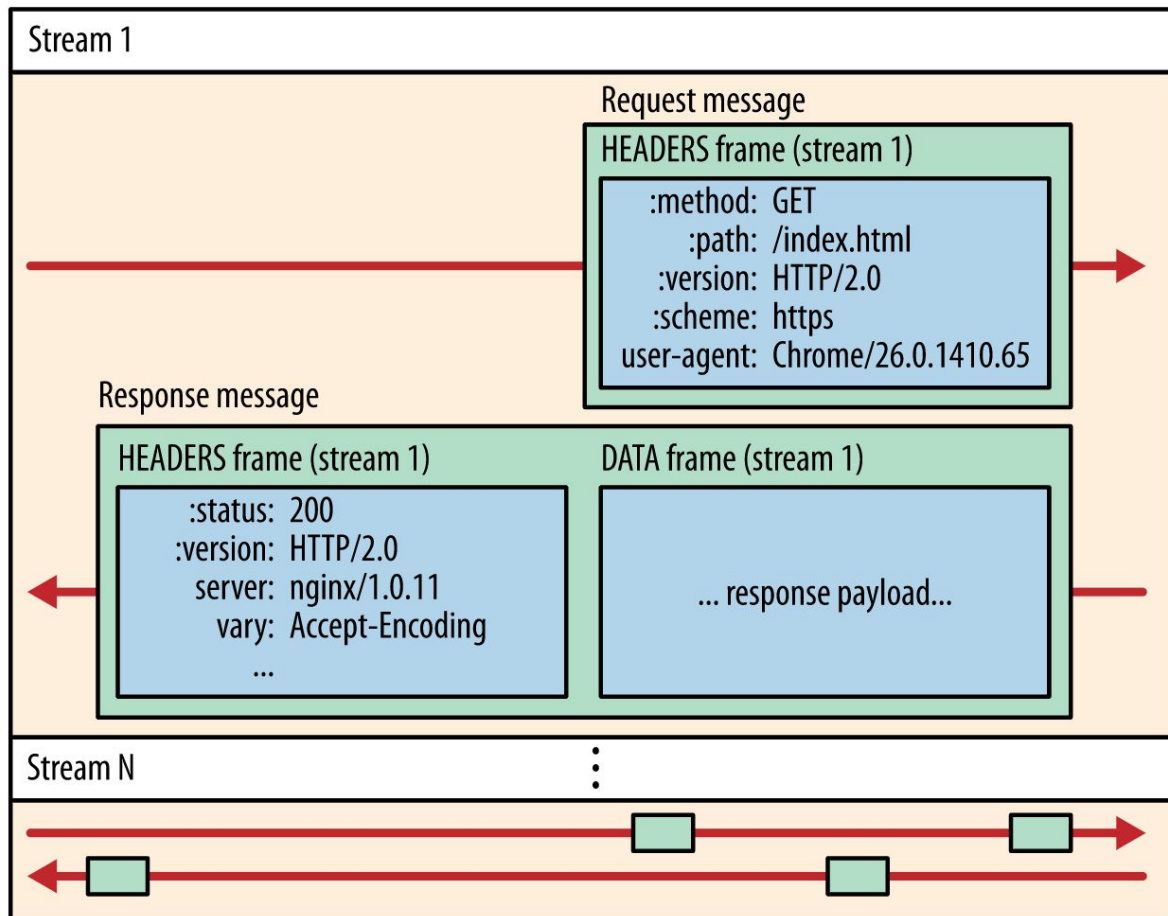 Stream 1
Request message
HEADERS frame (stream 1)
:method: GET
:path: /index.html
:version: HTTP/2.0
:scheme: https
user-agent: Chrome/26.0.1410.65
Response message
HEADERS frame (stream 1)
:status: 200
:version: HTTP/2.0
server: nginx/1.0.11
vary: Accept-Encoding
...
DATA frame (stream 1)
... response payload...
Stream N